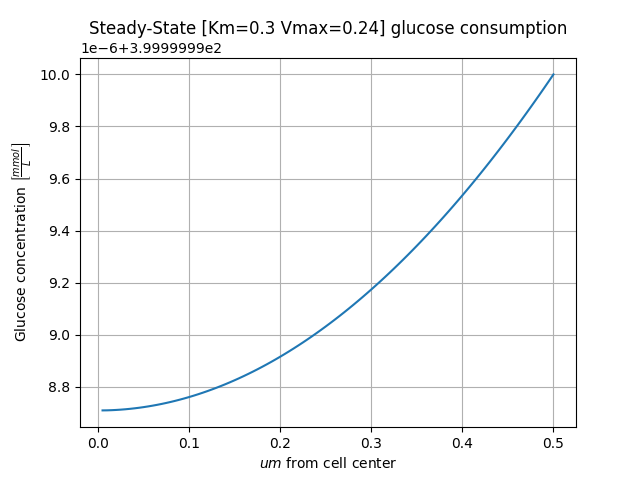 Steady-State [Km=0.3 Vmax=0.24] glucose consumption
1e-6+3.9999999e2
10.0
9.8
9.6
9.4
9.2
9.0
8.8
Glucose concentration [mmol/L]
0.0 0.1 0.2 0.3 0.4 0.5
um from cell center